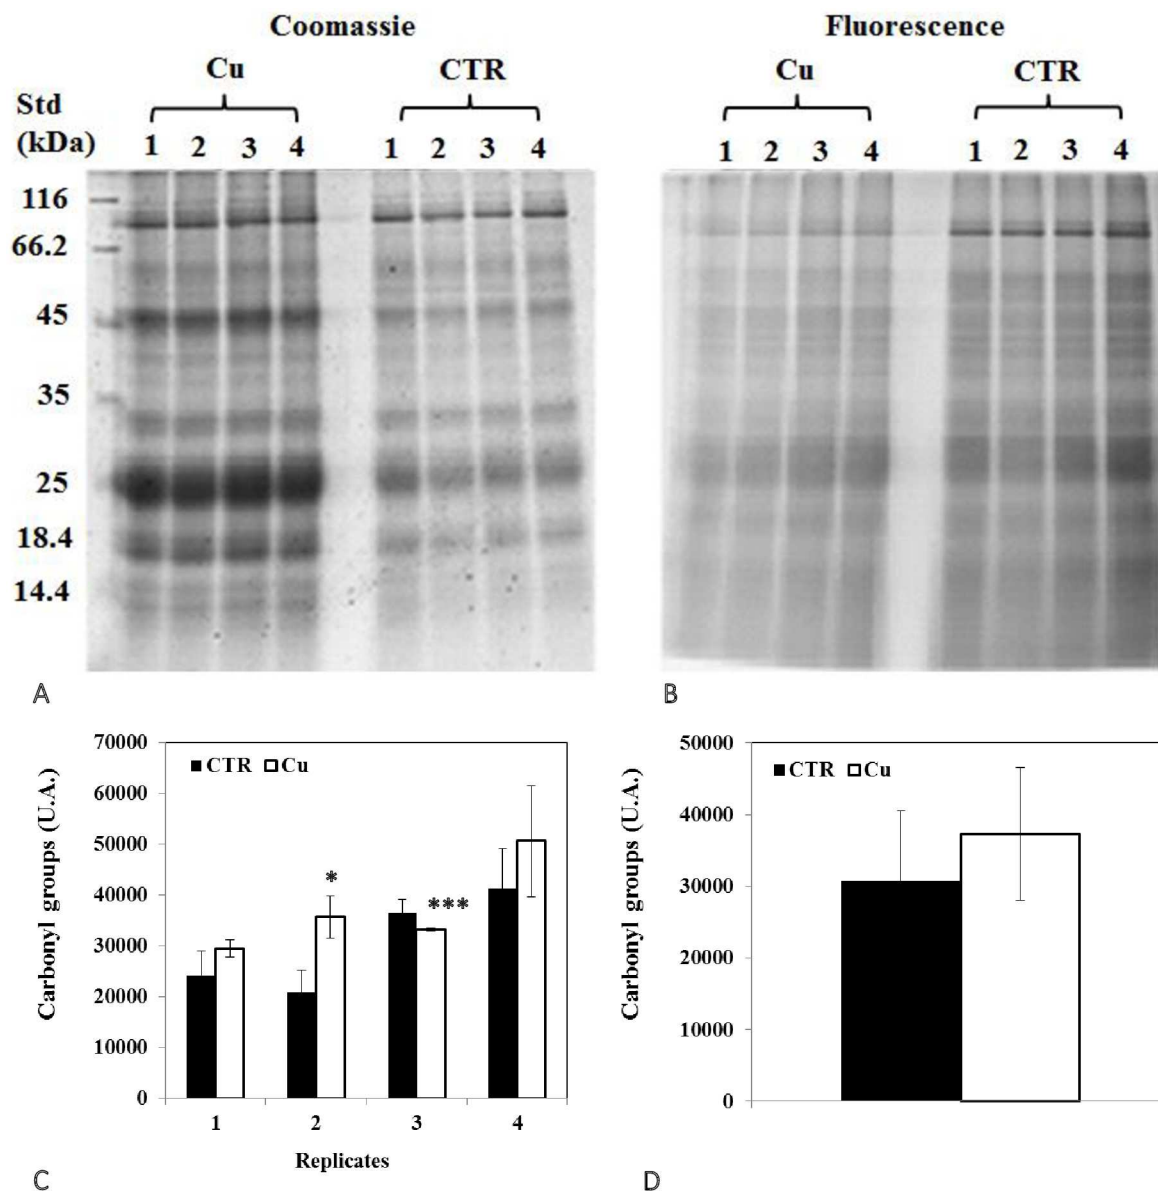 Coomassie
Fluorescence
Cu
CTR
Cu
CTR
Std
(kDa)
1 2 3 4
1 2 3 4
1 2 3 4
1 2 3 4
116
66.2
45
35
25
18.4
14.4
A
B
70000
60000
50000
40000
30000
20000
10000
0
Carbonyl groups (U.A.)
CTR Cu
*
***
1 2 3 4
Replicates
C
50000
40000
30000
20000
10000
0
Carbonyl groups (U.A.)
CTR Cu
D